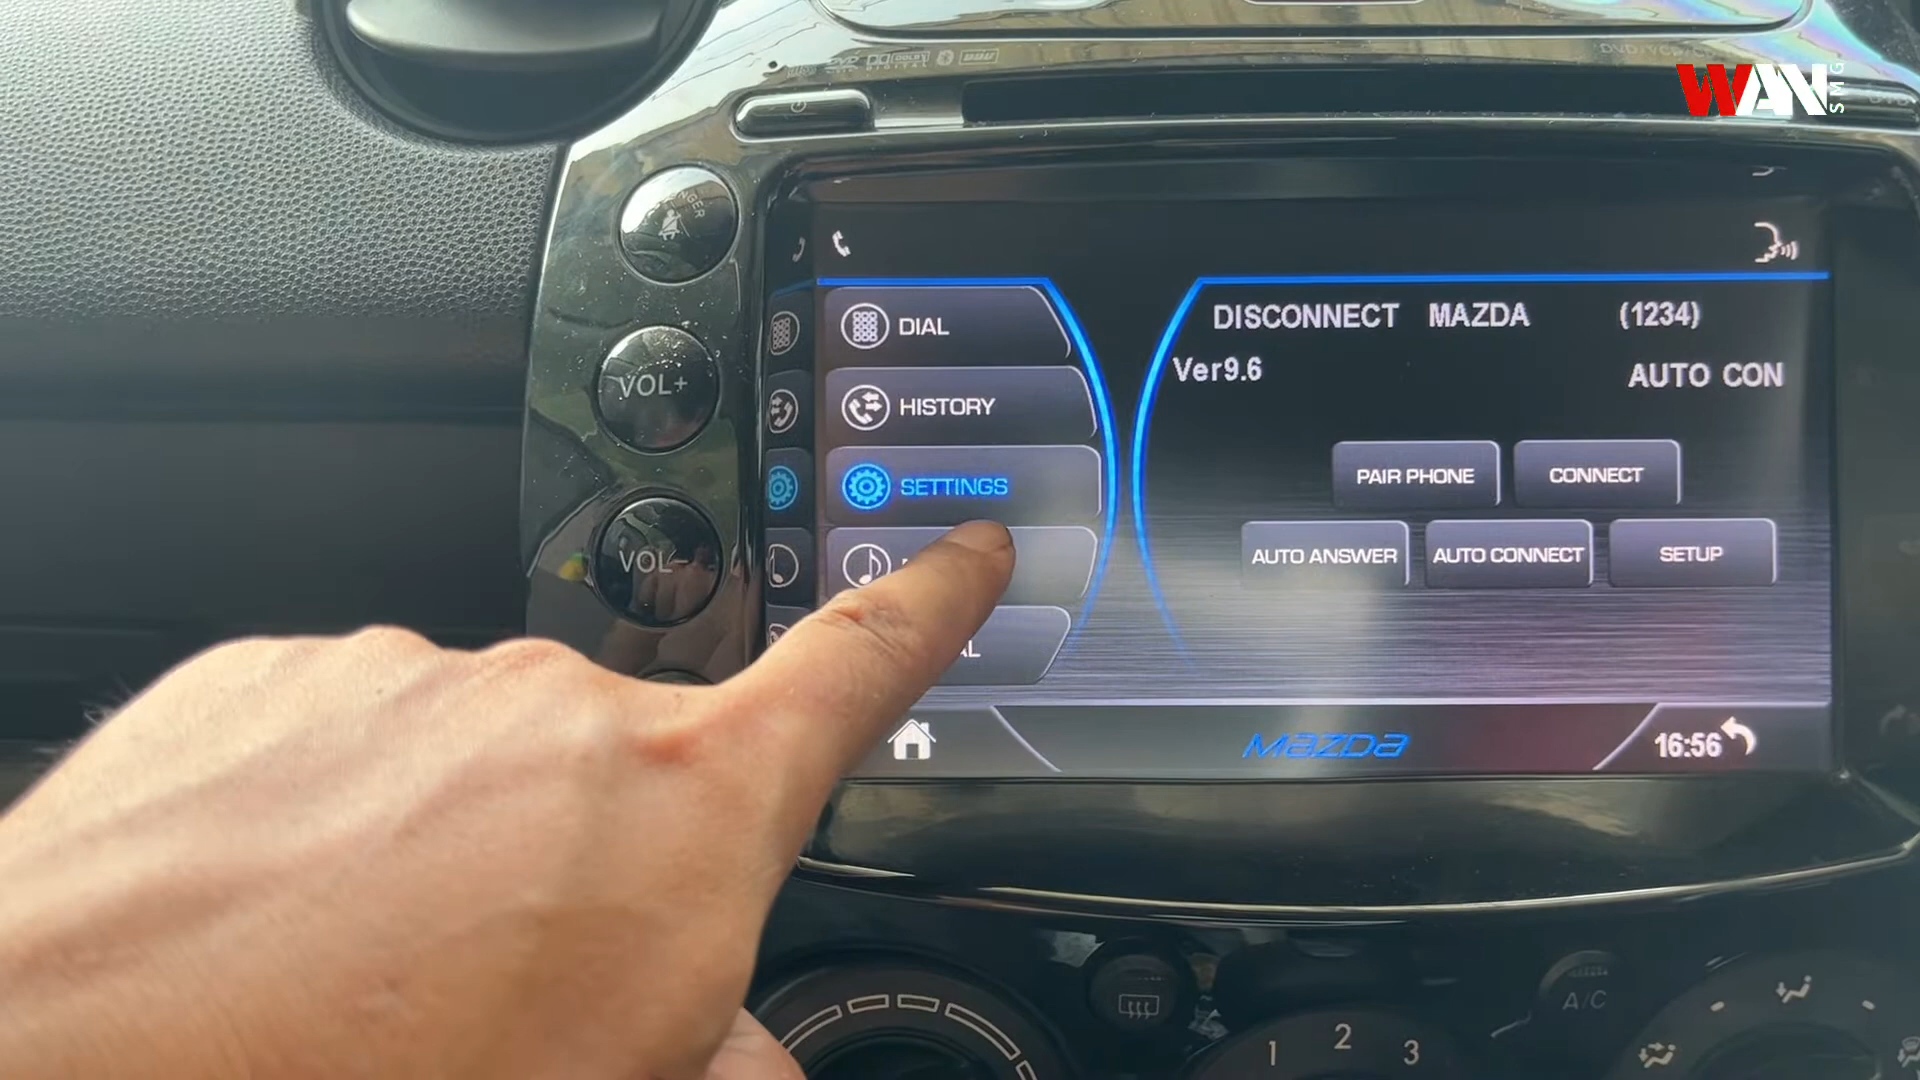 WAN
SMG
VOL+
VOL-
DIAL
HISTORY
SETTINGS
AL
DISCONNECT MAZDA (1234)
Ver9.6
AUTO CON
PAIR PHONE
CONNECT
AUTO ANSWER
AUTO CONNECT
SETUP
mazda
16:56
A/C
1
2
3